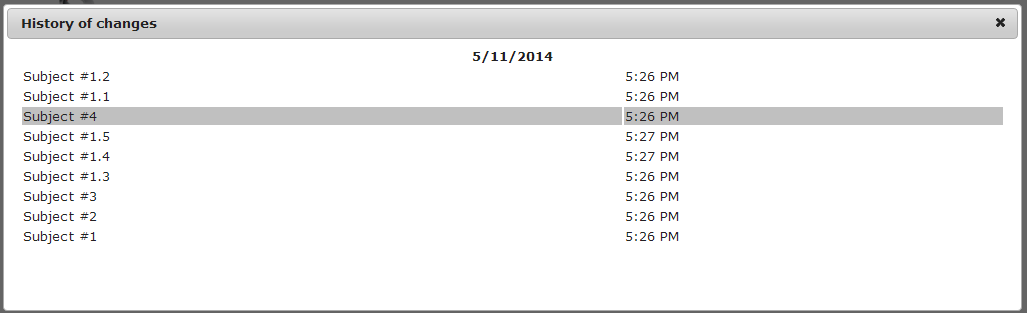 History of changes
5/11/2014
Subject #1.2 5:26 PM
Subject #1.1 5:26 PM
Subject #4 5:26 PM
Subject #1.5 5:27 PM
Subject #1.4 5:27 PM
Subject #1.3 5:26 PM
Subject #3 5:26 PM
Subject #2 5:26 PM
Subject #1 5:26 PM